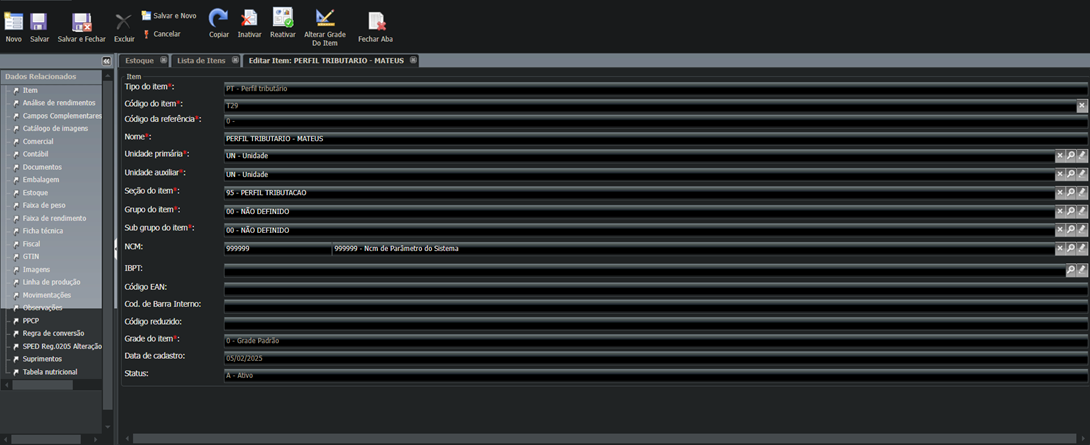 Novo
Salvar
Salvar e Fechar
Excluir
Salvar e Novo
Cancelar
Copiar
Inativar
Reativar
Alterar Grade
Do Item
Fechar Aba
Estoque
Lista de Itens
Editar Item: PERFIL TRIBUTARIO - MATEUS
Dados Relacionados
Item
Análise de rendimentos
Campos Complementares
Catálogo de imagens
Comercial
Contábil
Documentos
Embalagens
Estoque
Faixa de peso
Faixa de rendimento
Ficha técnica
Fiscal
GTIN
Imagens
Linha de produção
Movimentações
Observações
PPCP
Regra de conversão
SPED Reg.0205 Alteração
Suprimentos
Tabela nutricional
Item
Tipo do item*: PT - Perfil tributário
Código do item*: T29
Código da referência*: 0 -
Nome*: PERFIL TRIBUTARIO - MATEUS
Unidade primária*: UN - Unidade
Unidade auxiliar*: UN - Unidade
Seção do item*: 95 - PERFIL TRIBUTACAO
Grupo do item*: 00 - NÃO DEFINIDO
Sub grupo do item*: 00 - NÃO DEFINIDO
NCM: 999999 999999 - Ncm de Parâmetro do Sistema
IBPT:
Código EAN:
Cod. de Barra Interno:
Código reduzido:
Grade do item*: 0 - Grade Padrão
Data de cadastro: 05/02/2025
Status: A - Ativo